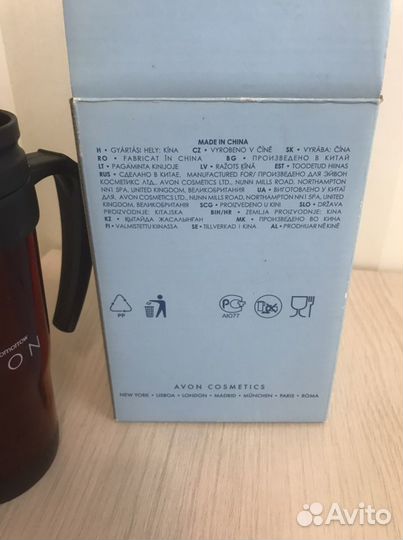 MADE IN CHINA
H • GYÁRTÁSI HELY: KÍNA CZ • VYROBENO V ČÍNĚ SK • VYRÁBA: ČÍNA
RO • FABRICAT ÎN CHINA BG • ПРОИЗВЕДЕНО В КИТАЙ
LT • PAGAMINTA KINIJOJE LV • RAŽOTS ĶĪNĀ EST • TOODETUD HIINAS
RUS • СДЕЛАНО В КИТАЕ. MANUFACTURED FOR/ ПРОИЗВЕДЕНО ДЛЯ ЭЙВОН
КОСМЕТИКС ЛТД., AVON COSMETICS LTD., NUNN MILLS ROAD, NORTHAMPTON
NN1 5PA, UNITED KINGDOM, ВЕЛИКОБРИТАНИЯ UA • ВИГОТОВЛЕНО У КИТАЇ
ДЛЯ. AVON COSMETICS LTD., NUNN MILLS ROAD, NORTHAMPTON NN1 5PA, UNITED
KINGDOM, ВЕЛИКОБРИТАНІЯ SCG • PROIZVEDENO U KINI SLO • DRŽAVA
PROIZVODNJE: KITAJSKA BIH/HR • ZEMLJA PROIZVODNJE: KINA
KZ • ҚЫТАЙДА ЖАСАЛЫНҒАН MK • ПРОИЗВЕДЕНО ВО КИНА
FI • VALMISTETTU KIINASSA SE • TILLVERKAD I KINA AL • PRODHUAR NË KINË
PP
АЮ77
AVON COSMETICS
NEW YORK • LISBOA • LONDON • MADRID • MÜNCHEN • PARIS • ROMA
omorrow
O N
Avito